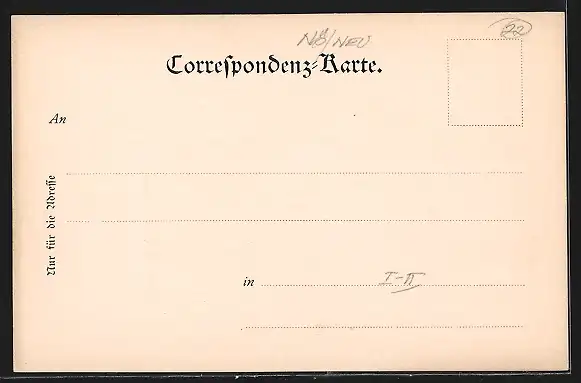 NÖ/NEU
22
Correſpondenz-Karte.
An
Nur für die Adreſſe
in
I-II